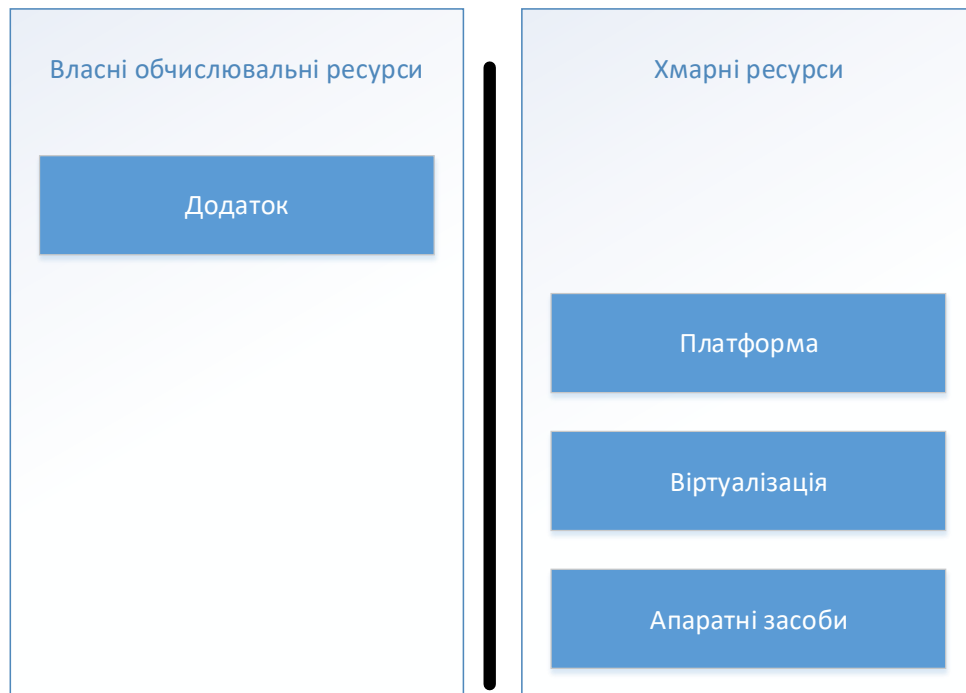 Власні обчислювальні ресурси
Додаток
Хмарні ресурси
Платформа
Віртуалізація
Апаратні засоби